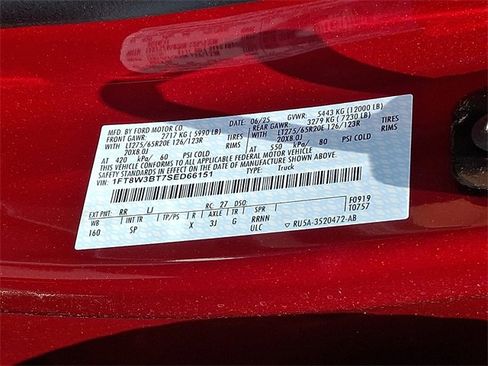 MFD. BY FORD MOTOR CO. DATE: 06/25 GVWR: 5443 KG (12000 LB)
FRONT GAWR: 2717 KG (5990 LB) REAR GAWR: 3279 KG (7230 LB)
WITH LT275/65R20E 126/123R TIRES WITH LT275/65R20E 126/123R TIRES
20X8.0J RIMS 20X8.0J RIMS
AT 420 kPa/ 60 PSI COLD AT 550 kPa/ 80 PSI COLD
THIS VEHICLE CONFORMS TO ALL APPLICABLE FEDERAL MOTOR VEHICLE
SAFETY STANDARDS IN EFFECT ON THE DATE OF MANUFACTURE SHOWN ABOVE.
VIN: 1FT8W3BT7SED66151 TYPE: Truck
EXT PNT: RR LJ RC: 27 DSO: F0919
WB INT TR TP/PS R AXLE TR SPR T0757
160 SP X 3J G RRNN
ULC ▽ RU5A-3520472-AB